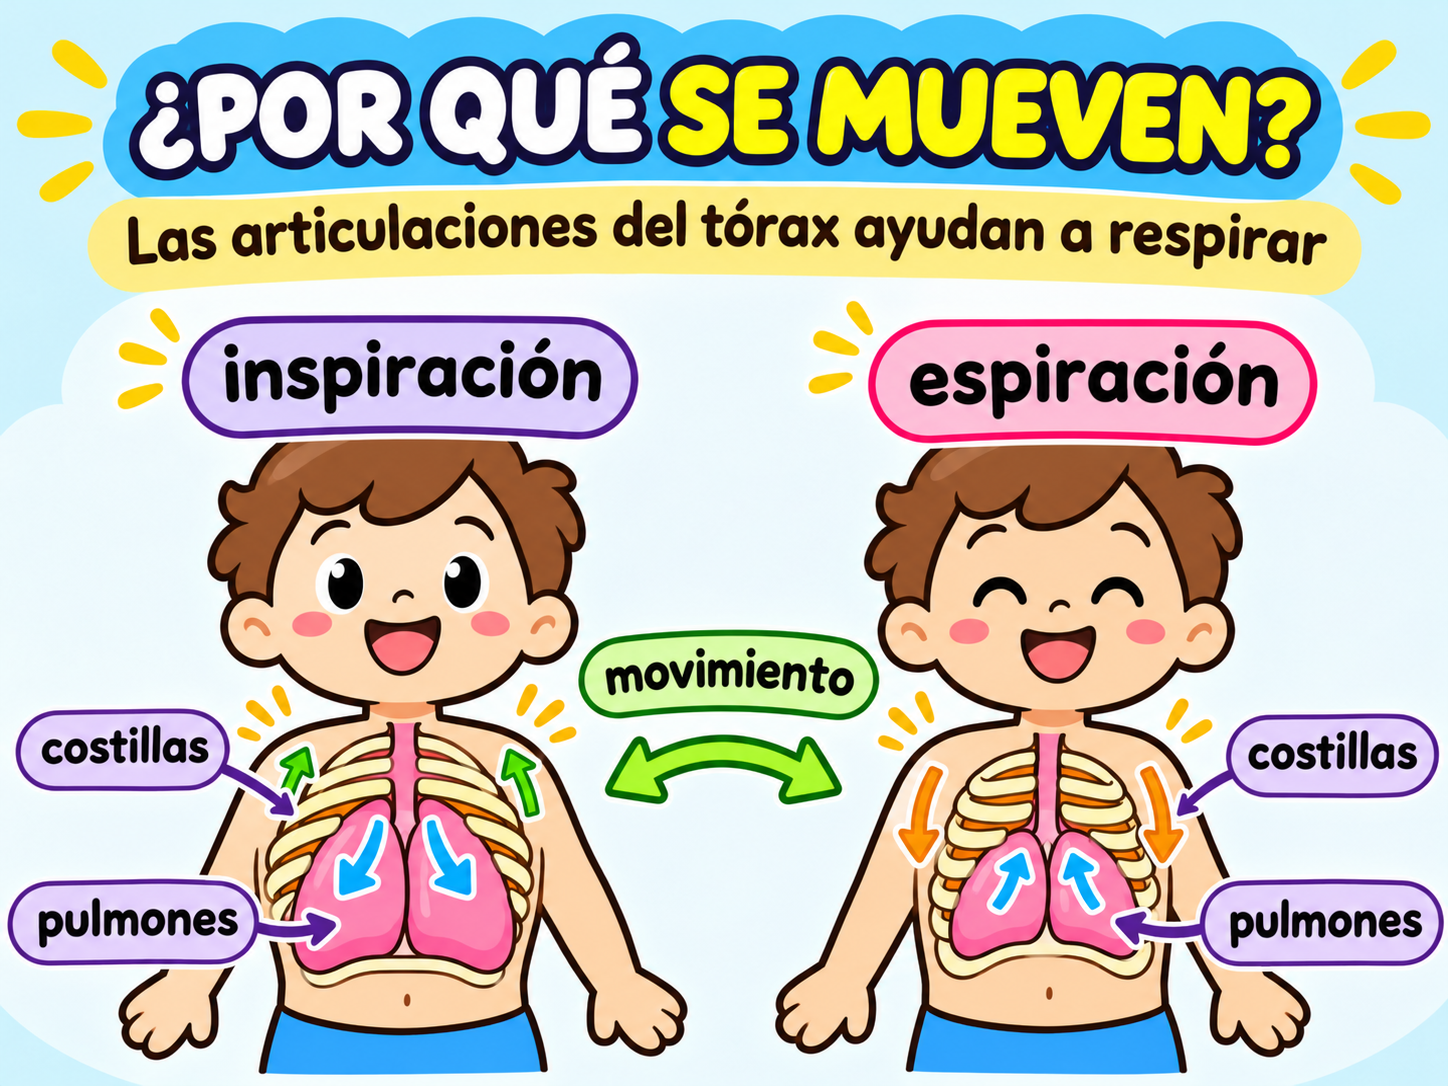 ¿POR QUÉ SE MUEVEN?
Las articulaciones del tórax ayudan a respirar
inspiración
espiración
movimiento
costillas
costillas
pulmones
pulmones